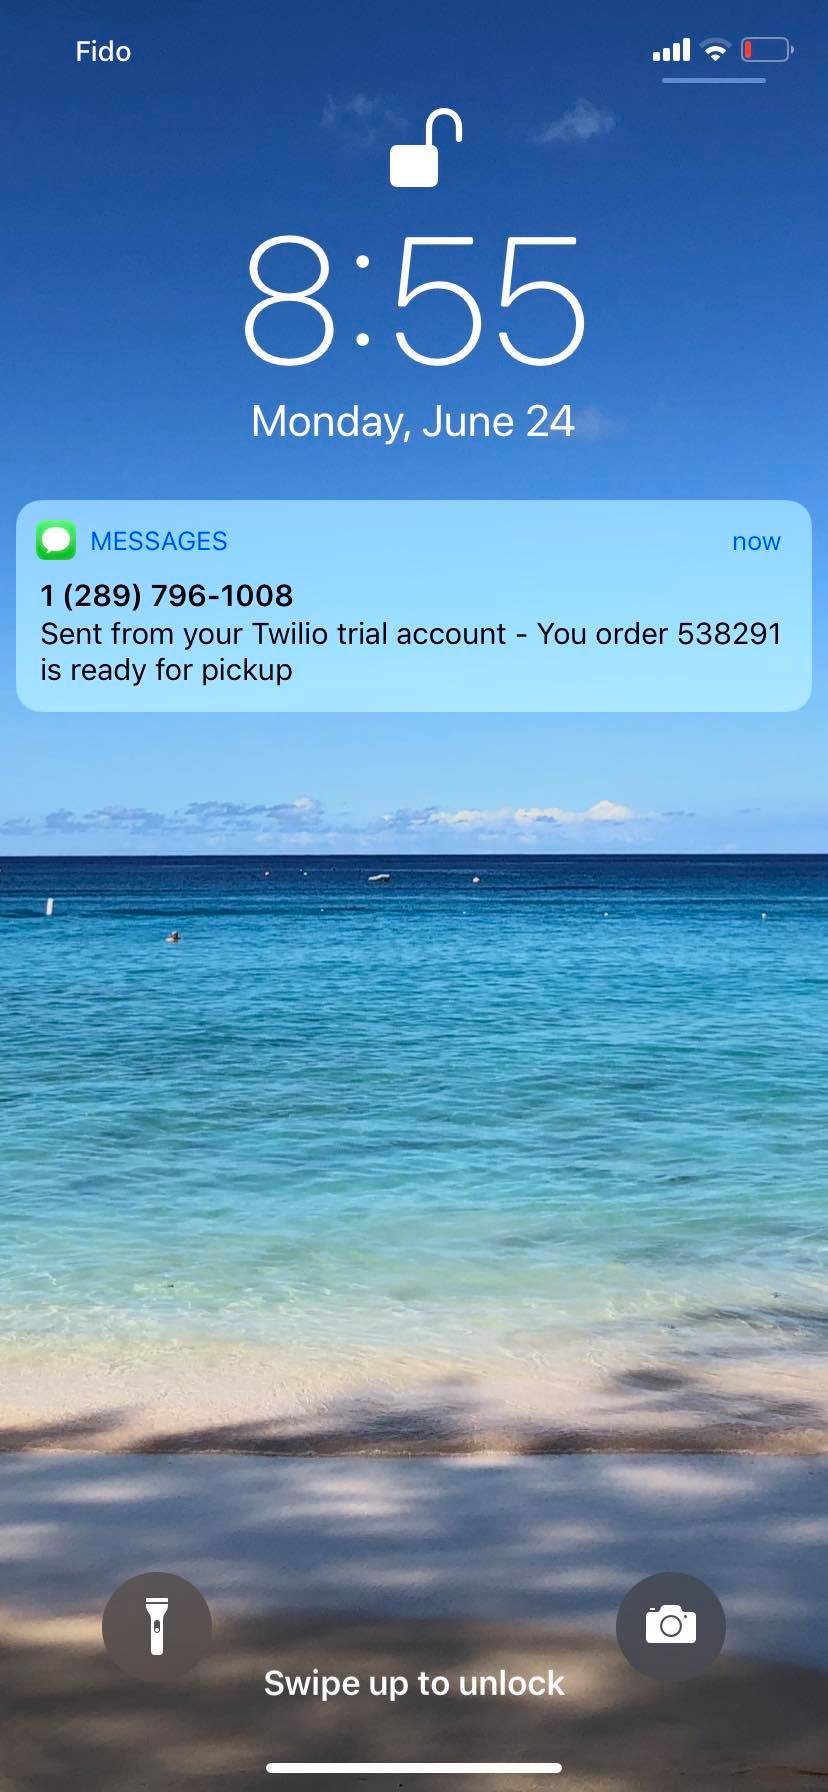 Fido
8:55
Monday, June 24
MESSAGES now
1 (289) 796-1008
Sent from your Twilio trial account - You order 538291
is ready for pickup
Swipe up to unlock